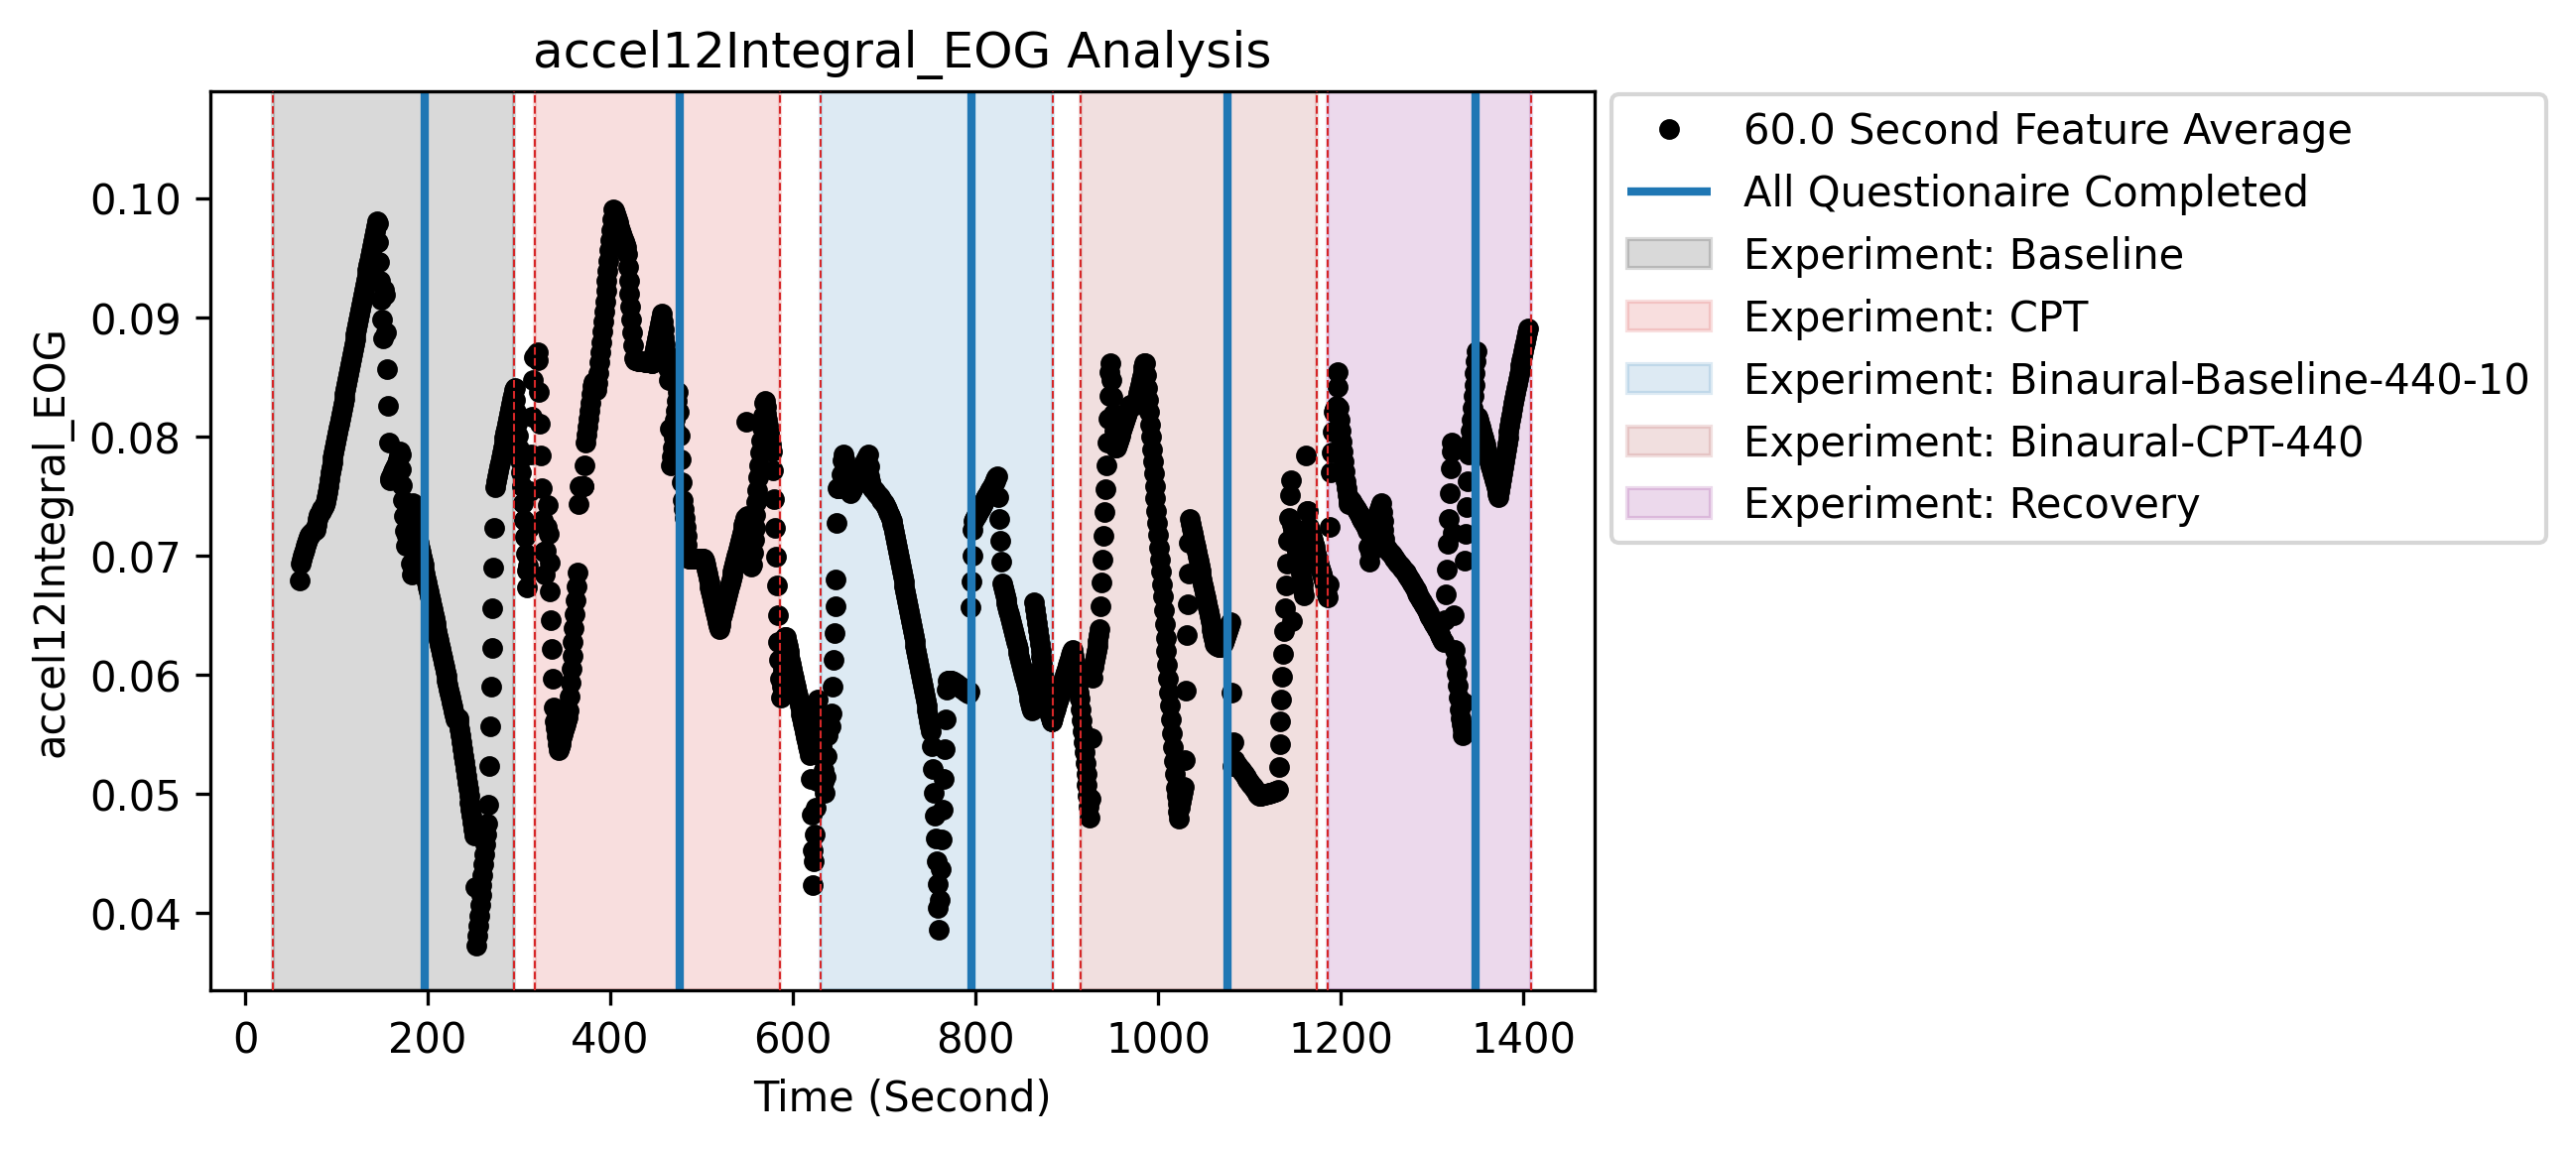 accel12Integral_EOG Analysis
accel12Integral_EOG
0.10
0.09
0.08
0.07
0.06
0.05
0.04
0 200 400 600 800 1000 1200 1400
Time (Second)
60.0 Second Feature Average
All Questionaire Completed
Experiment: Baseline
Experiment: CPT
Experiment: Binaural-Baseline-440-10
Experiment: Binaural-CPT-440
Experiment: Recovery